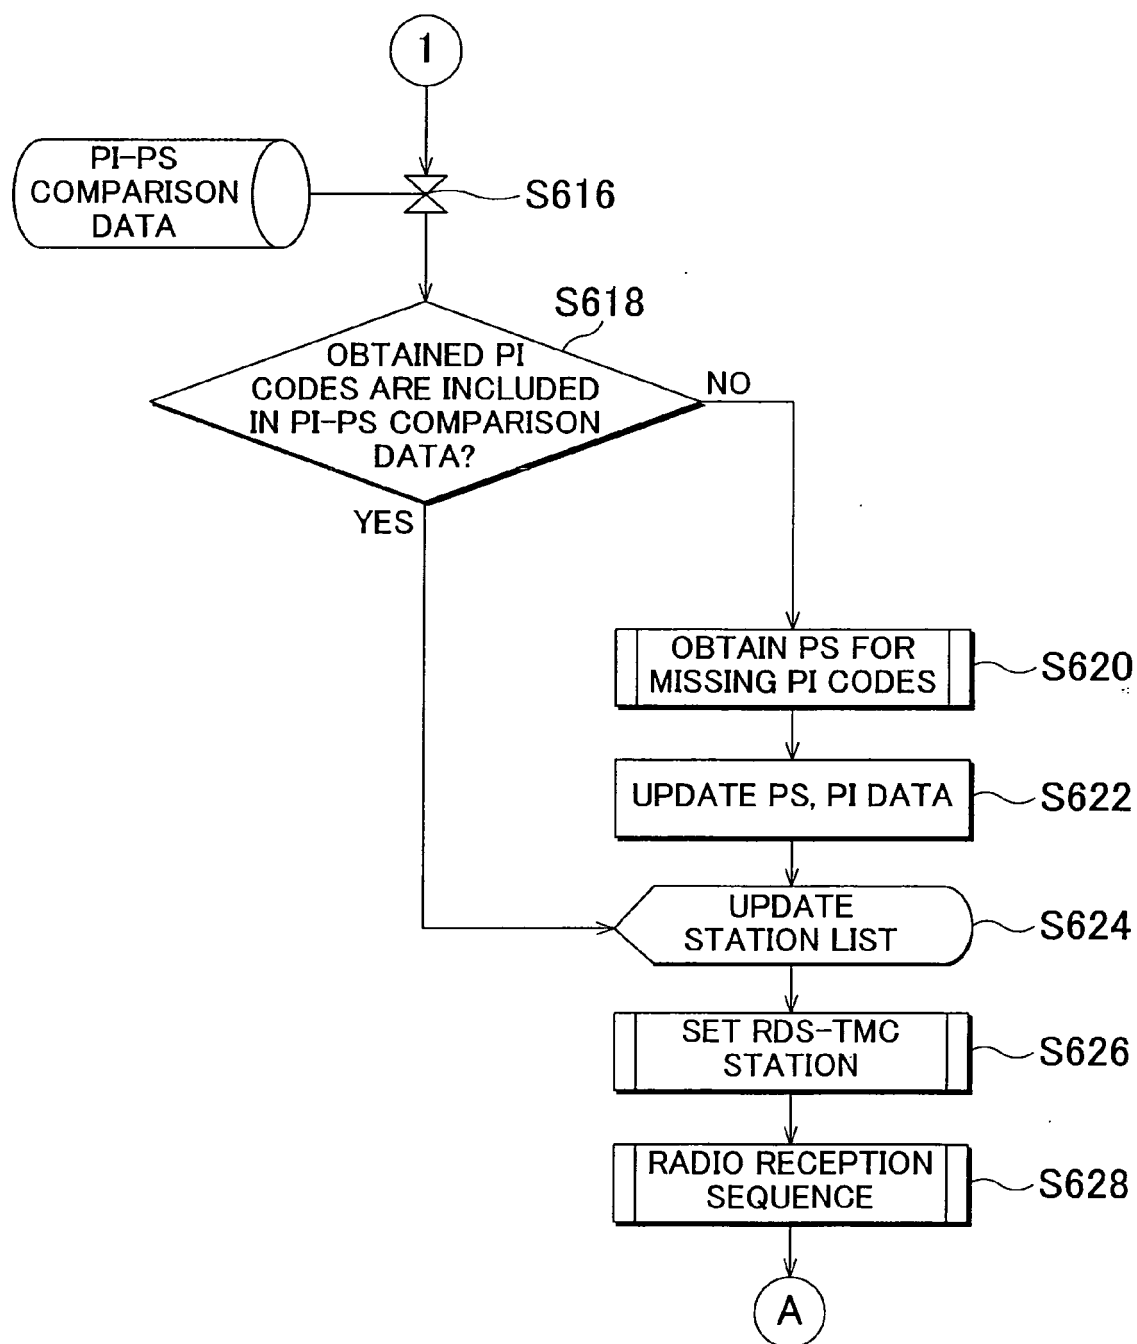 1
PI-PS
COMPARISON
DATA
S616
S618
OBTAINED PI
CODES ARE INCLUDED
IN PI-PS COMPARISON
DATA?
NO
YES
OBTAIN PS FOR
MISSING PI CODES
S620
UPDATE PS, PI DATA
S622
UPDATE
STATION LIST
S624
SET RDS-TMC
STATION
S626
RADIO RECEPTION
SEQUENCE
S628
A